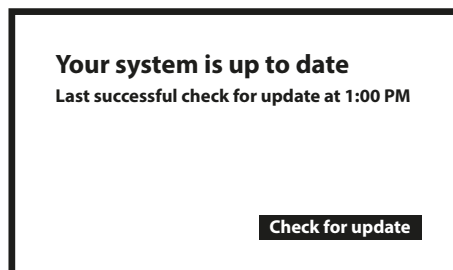 Your system is up to date
Last successful check for update at 1:00 PM
Check for update